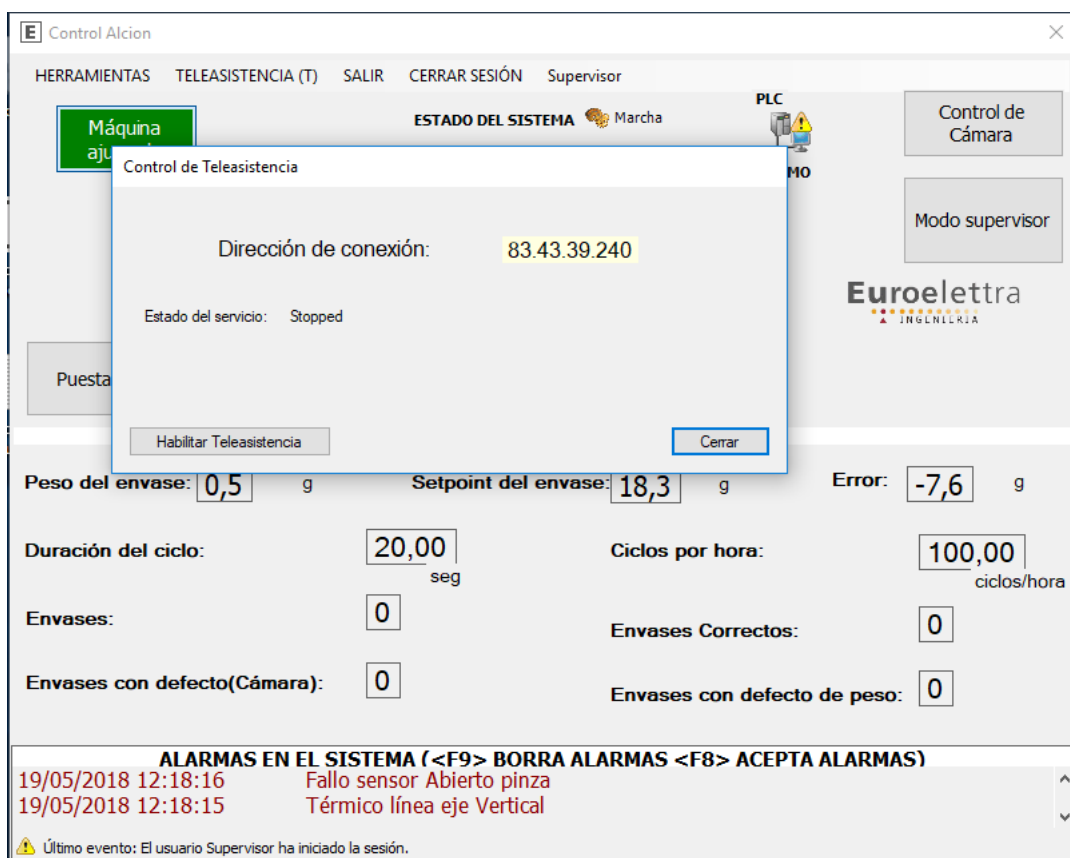 E Control Alcion
HERRAMIENTAS TELEASISTENCIA (T) SALIR CERRAR SESIÓN Supervisor
Máquina
ESTADO DEL SISTEMA Marcha
PLC
Control de
Cámara
Modo supervisor
Euroelettra
INGENIERIA
Control de Teleasistencia
Dirección de conexión: 83.43.39.240
Estado del servicio: Stopped
Habilitar Teleasistencia Cerrar
Puesta
Peso del envase: 0,5 g Setpoint del envase: 18,3 g Error: -7,6 g
Duración del ciclo: 20,00 seg Ciclos por hora: 100,00 ciclos/hora
Envases: 0 Envases Correctos: 0
Envases con defecto(Cámara): 0 Envases con defecto de peso: 0
ALARMAS EN EL SISTEMA (<F9> BORRA ALARMAS <F8> ACEPTA ALARMAS)
19/05/2018 12:18:16 Fallo sensor Abierto pinza
19/05/2018 12:18:15 Térmico línea eje Vertical
Último evento: El usuario Supervisor ha iniciado la sesión.